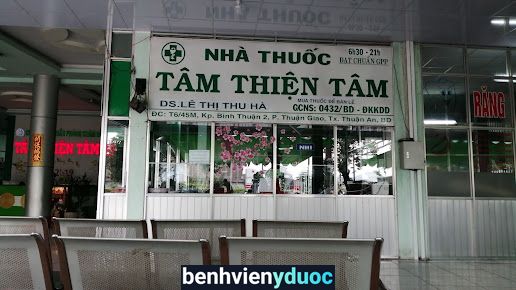 NHÀ THUỐC
6h30 - 21h
ĐẠT CHUẨN GPP
TÂM THIỆN TÂM
DS.LÊ THỊ THU HÀ
MUA THUỐC ĐỂ BÁN LẺ
GCNS: 0432/BD - ĐKKDD
ĐC: T6/45M, Kp. Bình Thuận 2, P. Thuận Giao, Tx. Thuận An, BD
RĂNG
THIỆN TÂM
benhvienyduoc